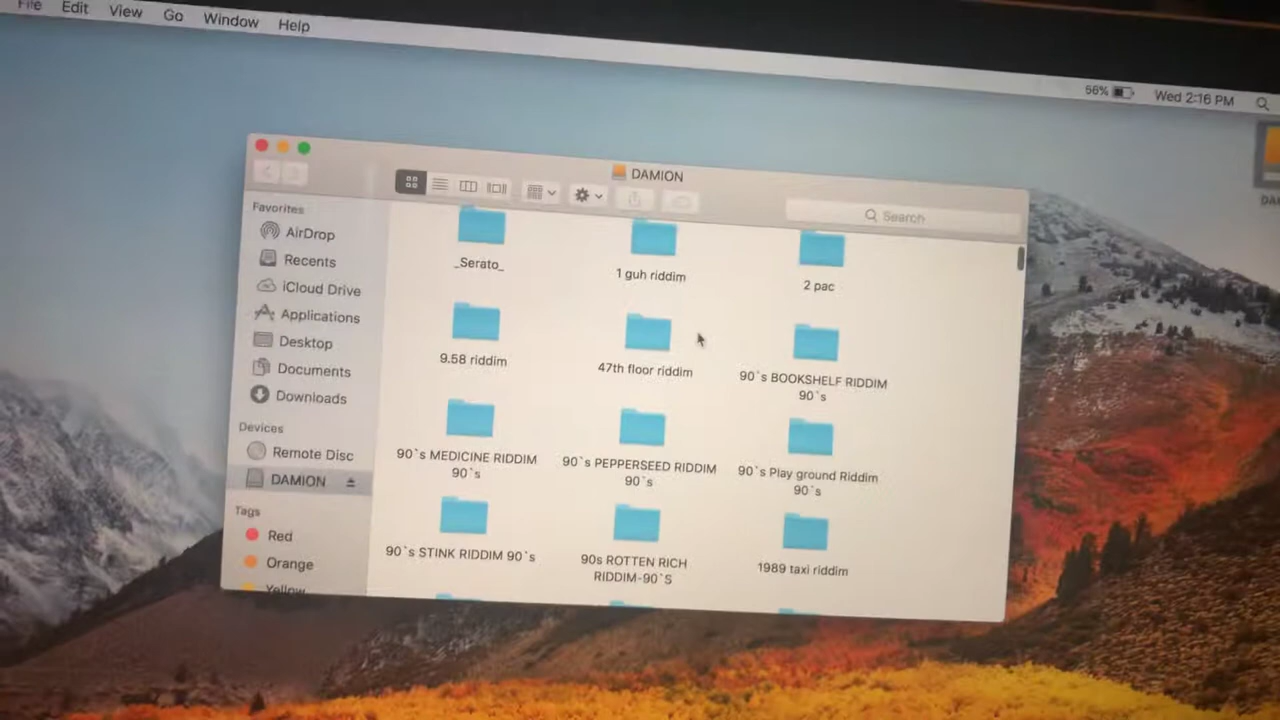 File Edit View Go Window Help
56% Wed 2:16 PM
DAMION
Search
Favorites
AirDrop
Recents
iCloud Drive
Applications
Desktop
Documents
Downloads
Devices
Remote Disc
DAMION
Tags
Red
Orange
Yellow
_Serato_
1 guh riddim
2 pac
9.58 riddim
47th floor riddim
90`s BOOKSHELF RIDDIM
90`s
90`s MEDICINE RIDDIM
90`s
90`s PEPPERSEED RIDDIM
90`s
90`s Play ground Riddim
90`s
90`s STINK RIDDIM 90`s
90s ROTTEN RICH
RIDDIM-90`S
1989 taxi riddim